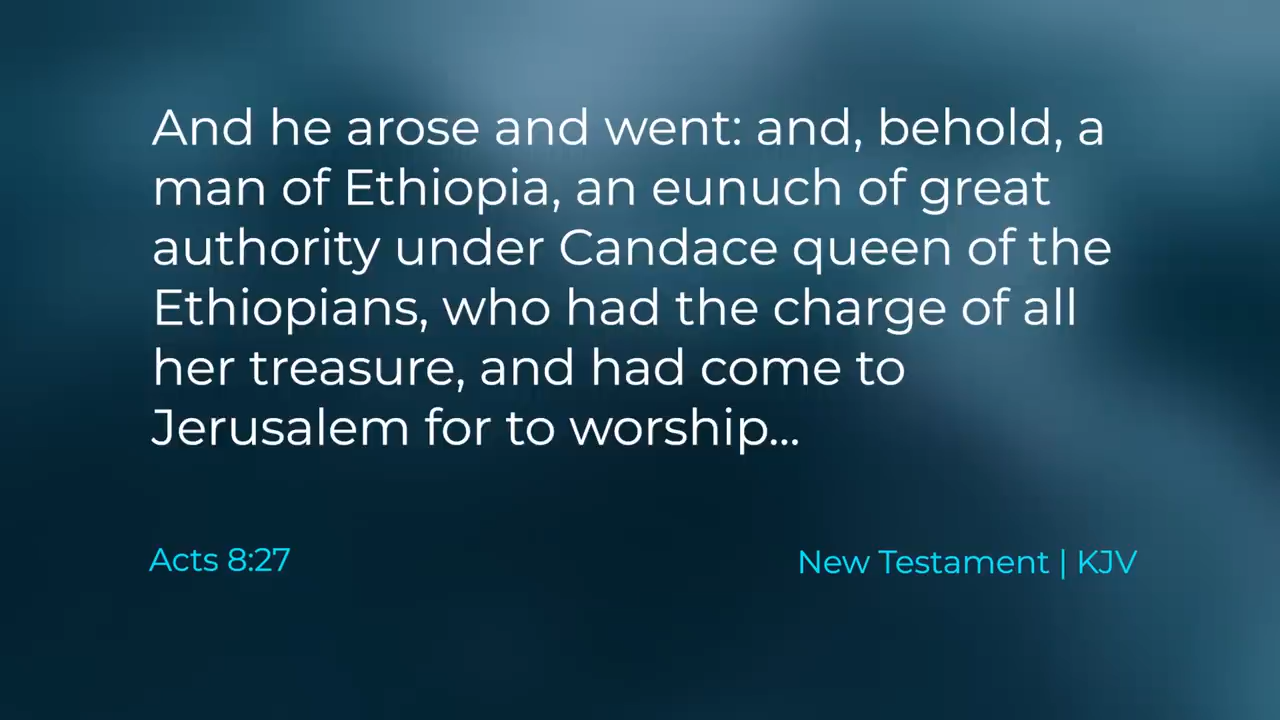 And he arose and went: and, behold, a
man of Ethiopia, an eunuch of great
authority under Candace queen of the
Ethiopians, who had the charge of all
her treasure, and had come to
Jerusalem for to worship...
Acts 8:27
New Testament | KJV